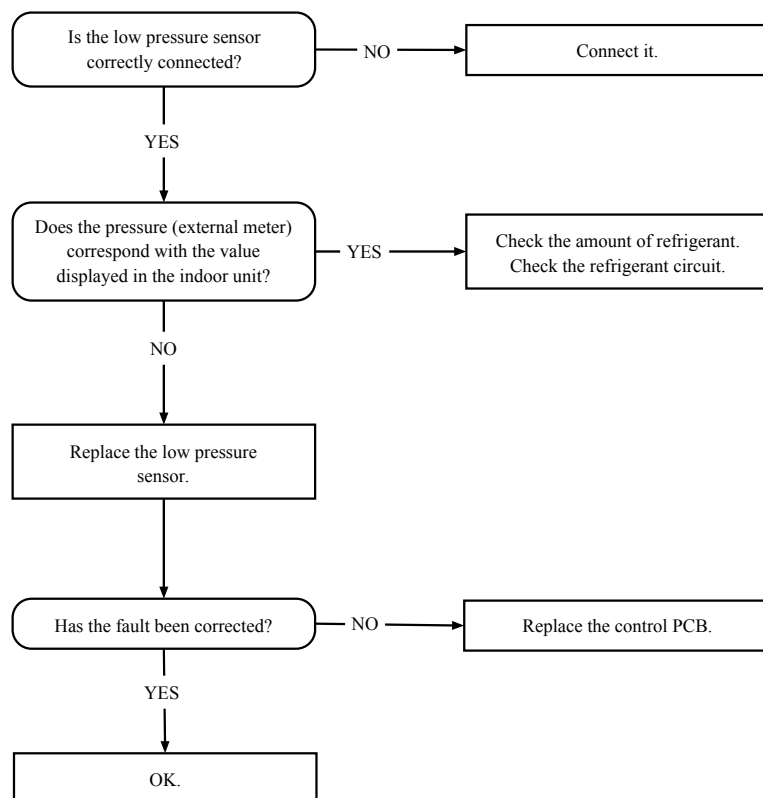 Is the low pressure sensor
correctly connected?
NO
Connect it.
YES
Does the pressure (external meter)
correspond with the value
displayed in the indoor unit?
YES
Check the amount of refrigerant.
Check the refrigerant circuit.
NO
Replace the low pressure
sensor.
Has the fault been corrected?
NO
Replace the control PCB.
YES
OK.